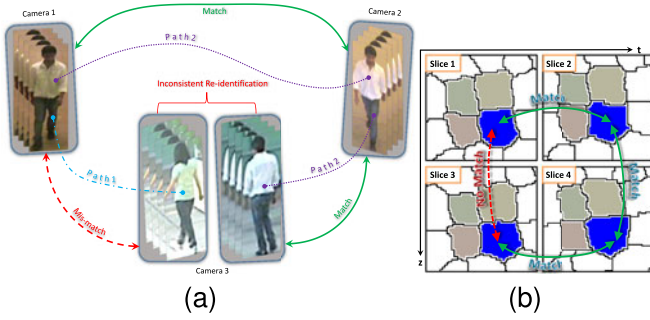 Camera 1
Match
Camera 2
Path2
Inconsistent Re-identification
Path1
Path2
Mis-match
Match
Camera 3
(a)
t
Slice 1
Slice 2
Match
No-Match
Match
Slice 3
Slice 4
Match
z
(b)